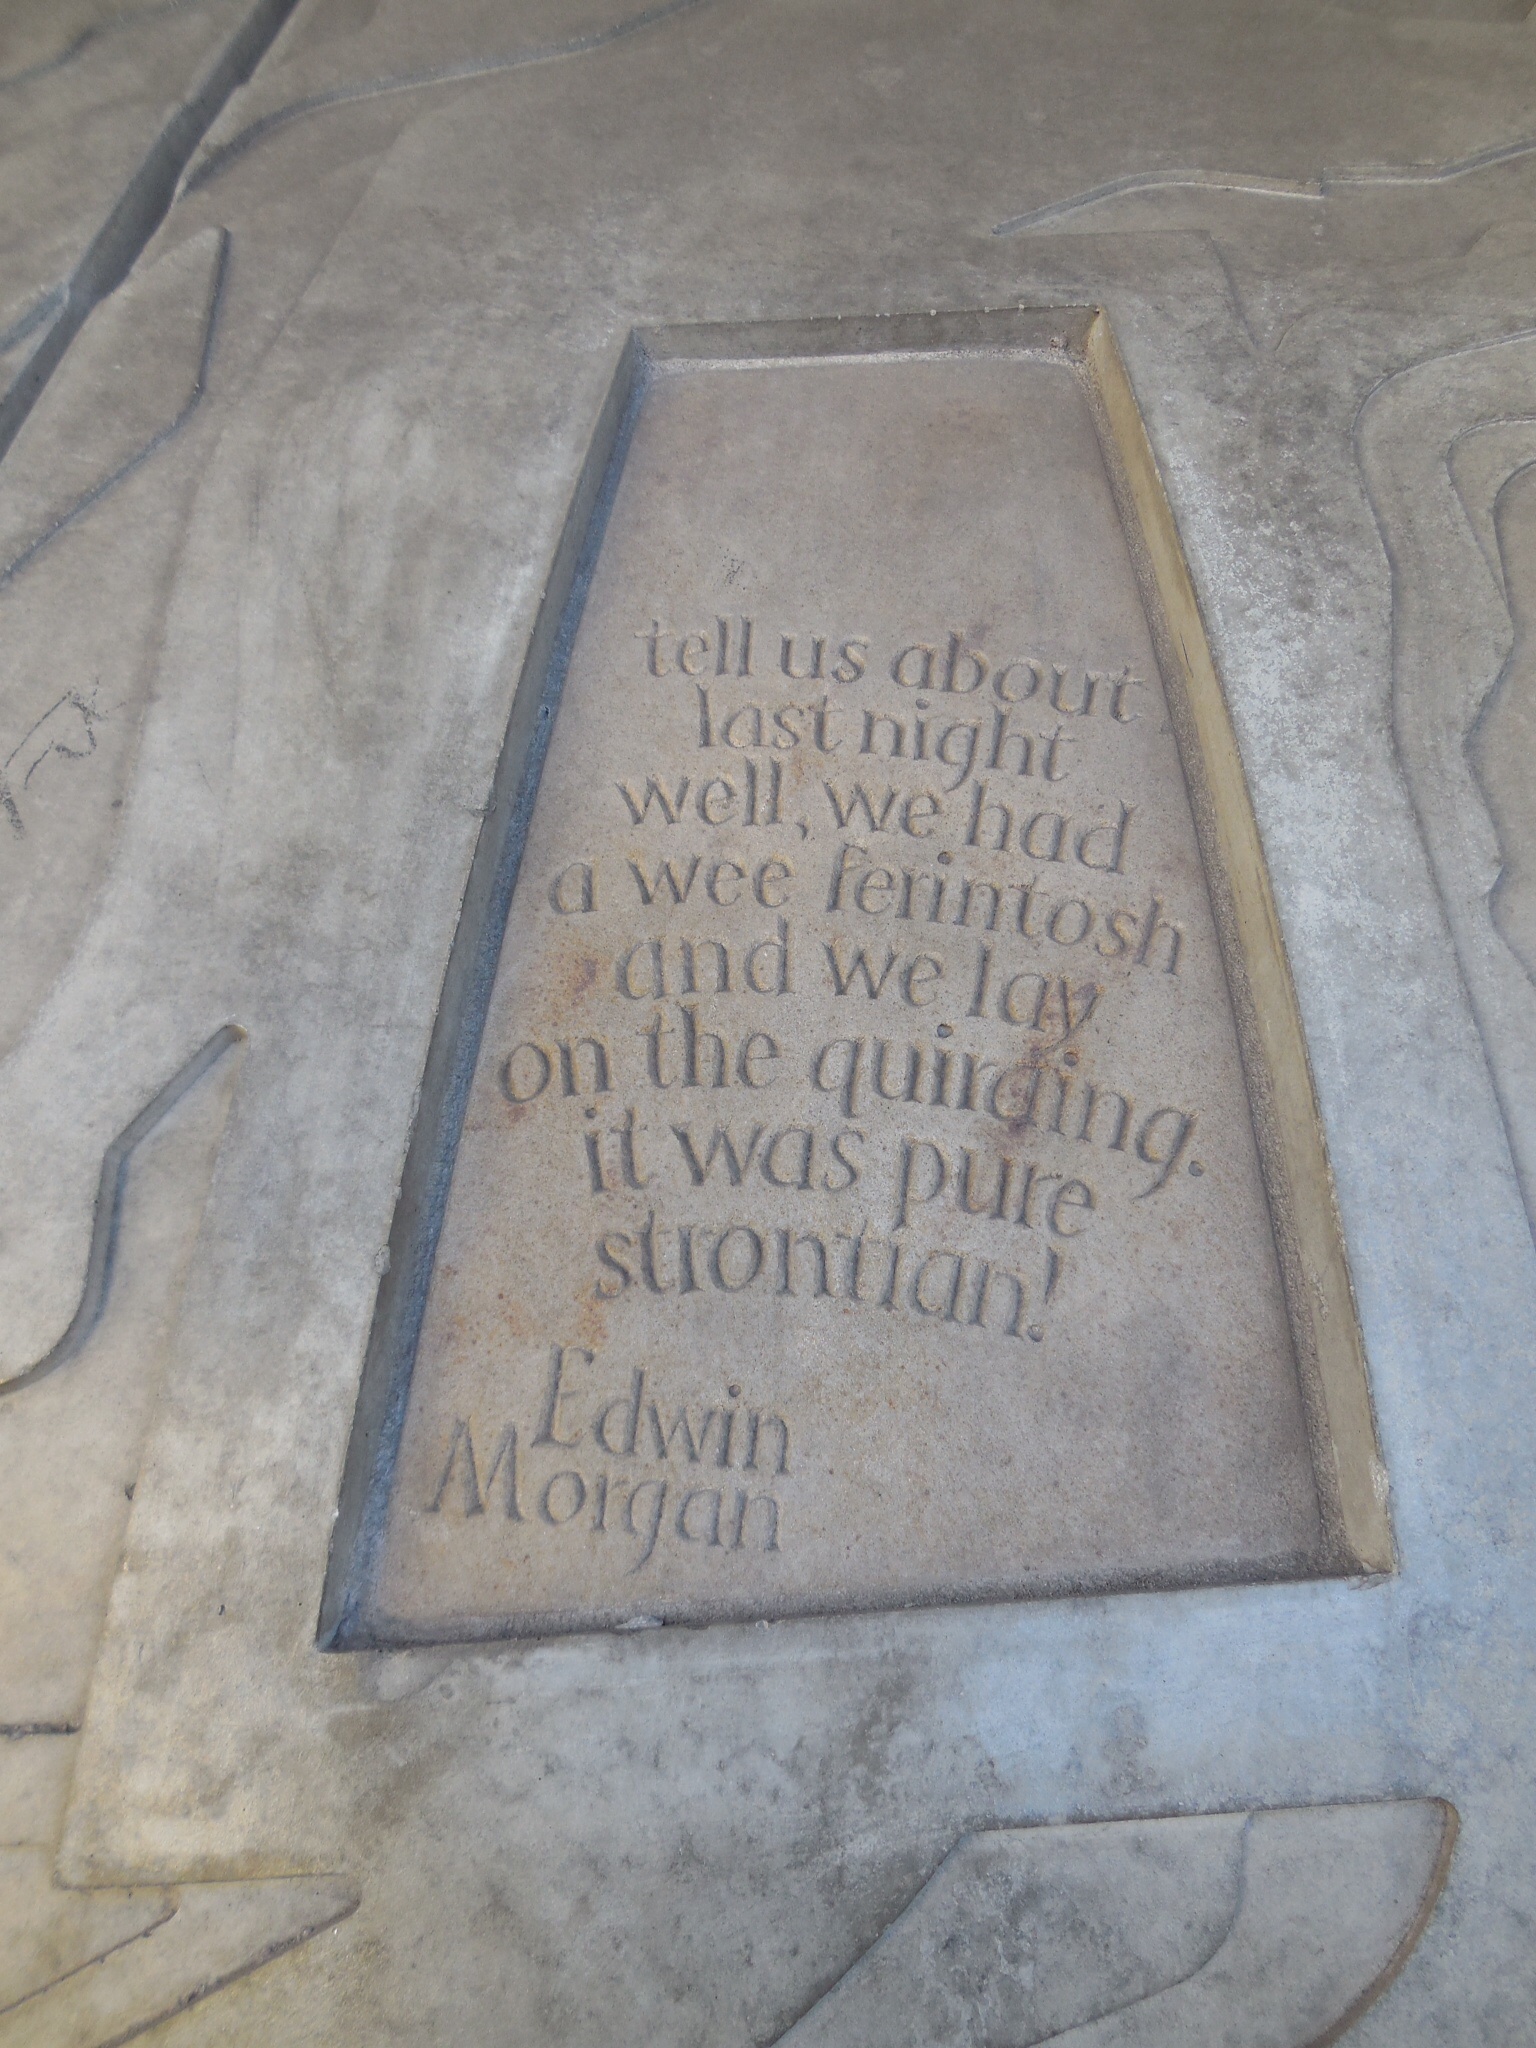 tell us about
last night
well, we had
a wee ferintosh
and we lay
on the quiraing.
it was pure
strontian!
Edwin
Morgan